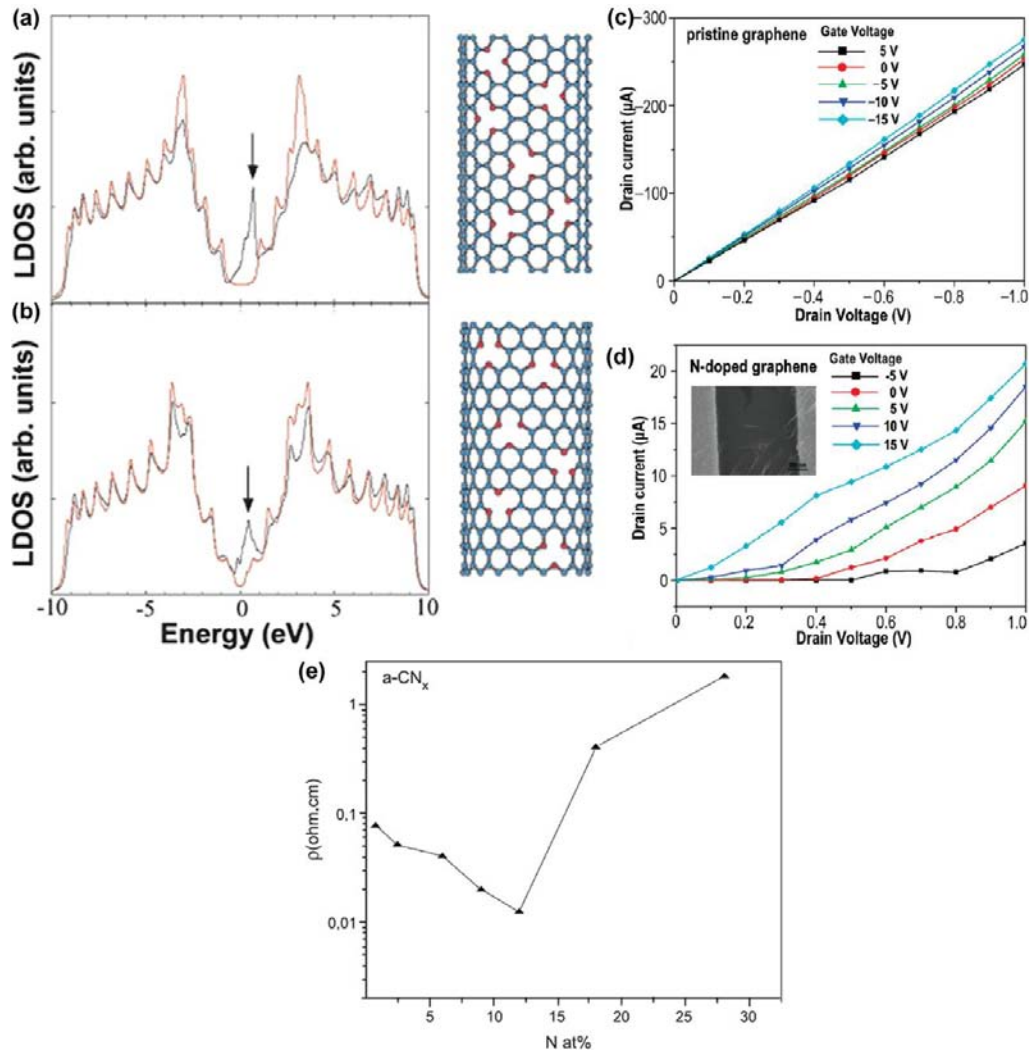 (a)
LDOS (arb. units)
(b)
LDOS (arb. units)
-10
-5
0
5
10
Energy (eV)
(c)
pristine graphene
Gate Voltage
5 V
0 V
−5 V
−10 V
−15 V
−300
−200
−100
0
Drain current (µA)
0
−0.2
−0.4
−0.6
−0.8
−1.0
Drain Voltage (V)
(d)
N-doped graphene
Gate Voltage
-5 V
0 V
5 V
10 V
15 V
20
15
10
5
0
Drain current (µA)
0
0.2
0.4
0.6
0.8
1.0
Drain Voltage (V)
(e)
a-CNx
1
0,1
0,01
ρ(ohm.cm)
5
10
15
20
25
30
N at%